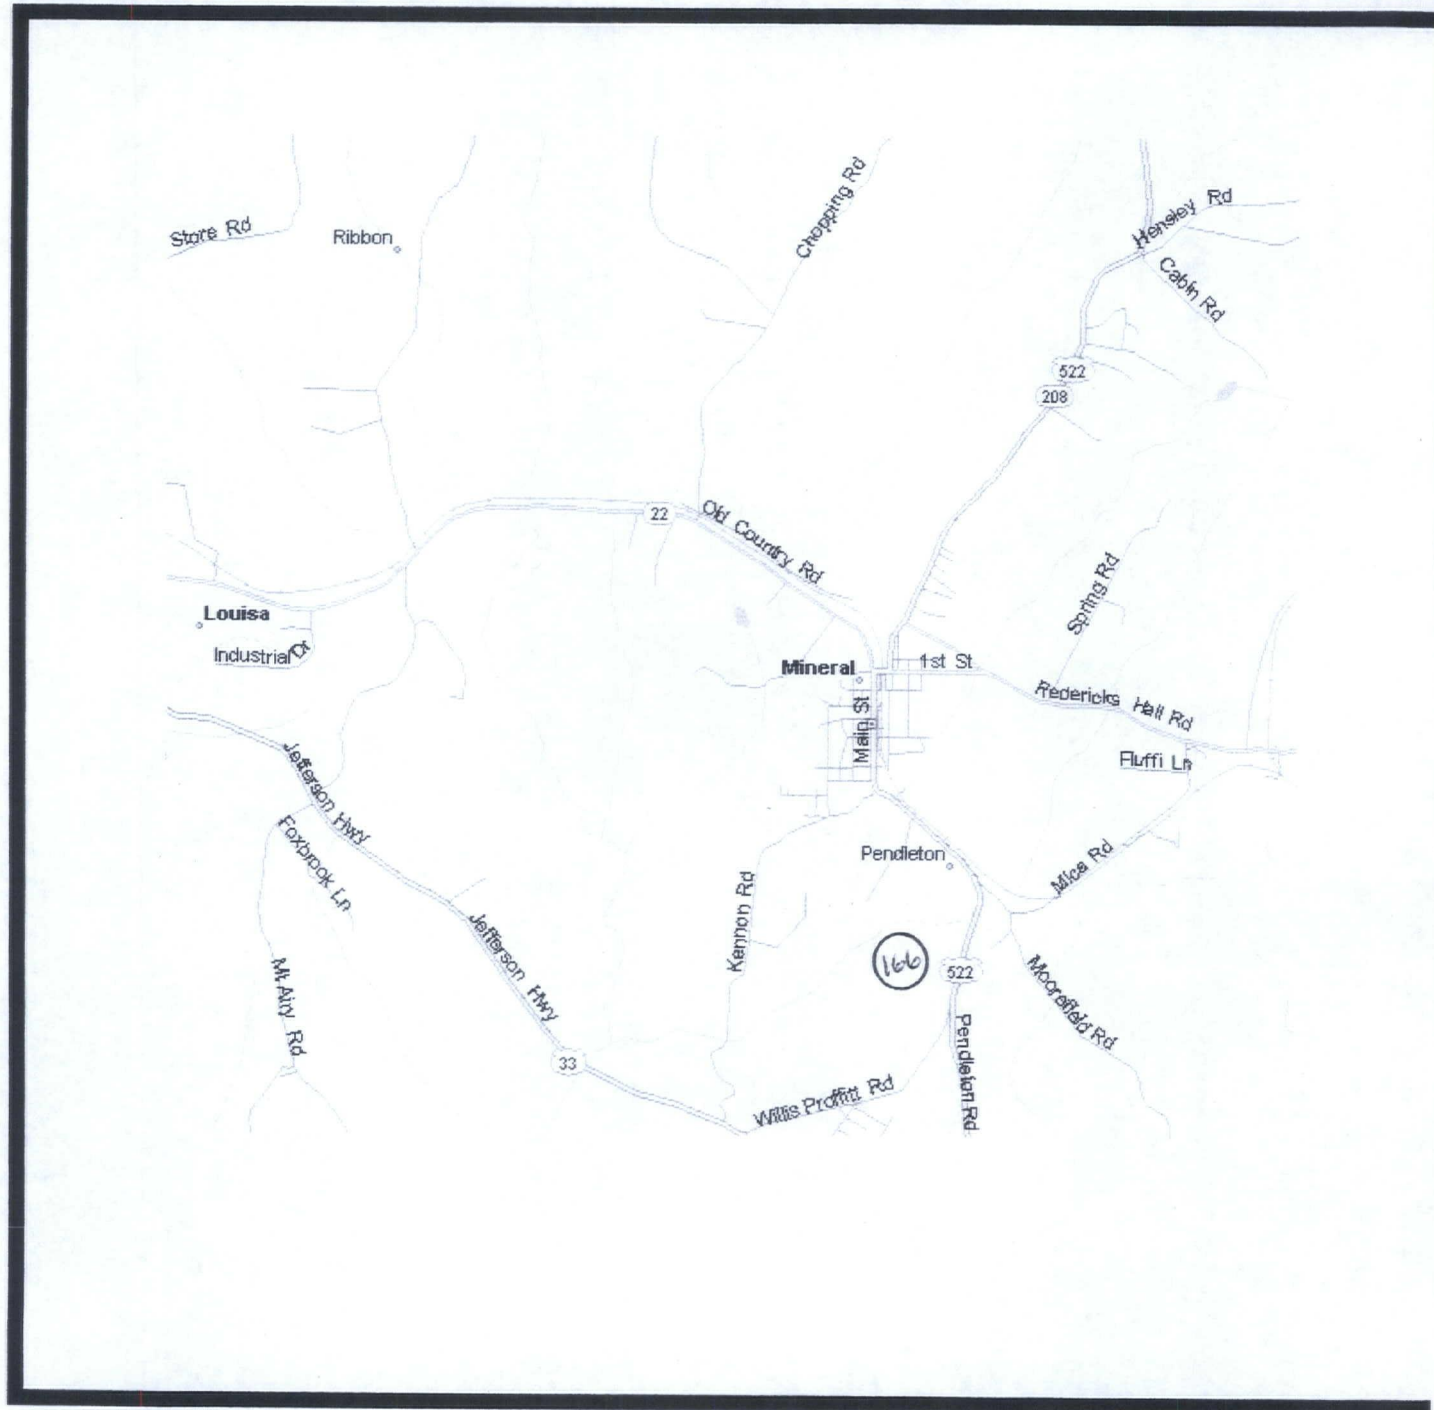 Chopping Rd
Hensley Rd
Store Rd
Ribbon
Cabin Rd
522
208
22
Old Country Rd
Spring Rd
Louisa
Industrial Dr
Mineral
1st St
Redericks Hall Rd
Main St
Fluffi Ln
Jefferson Hwy
Foxbrook Ln
Pendleton
Mica Rd
Kennon Rd
Jefferson Hwy
166
522
Mt Airy Rd
Moorefield Rd
33
Pendleton Rd
Willis Proffitt Rd